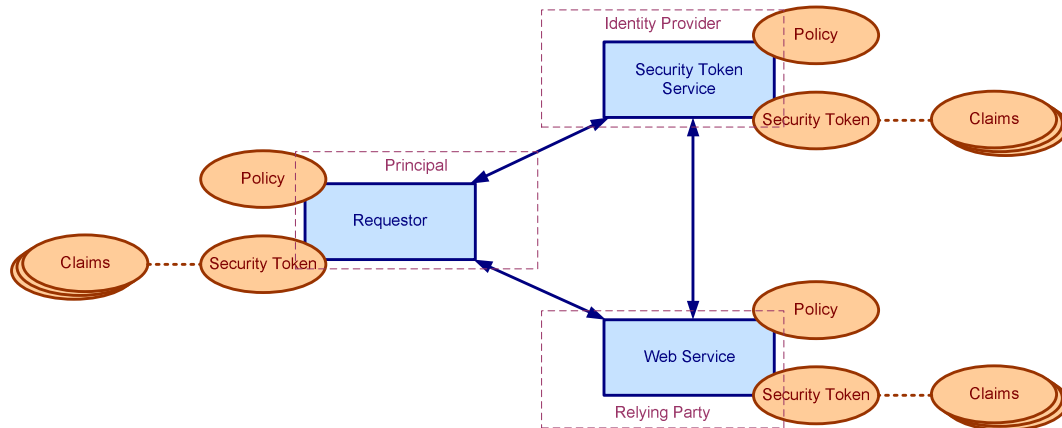 Identity Provider
Policy
Security Token
Service
Security Token
Claims
Principal
Policy
Requestor
Claims
Security Token
Policy
Web Service
Security Token
Claims
Relying Party